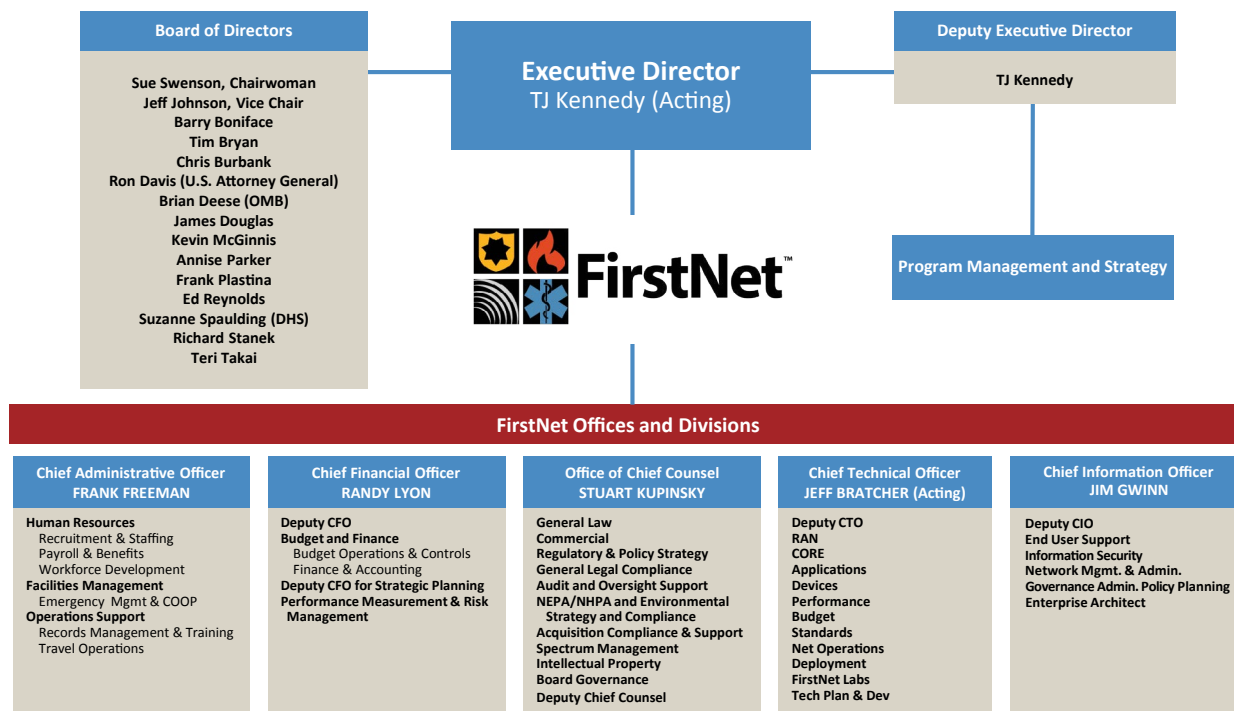 Board of Directors
Sue Swenson, Chairwoman
Jeff Johnson, Vice Chair
Barry Boniface
Tim Bryan
Chris Burbank
Ron Davis (U.S. Attorney General)
Brian Deese (OMB)
James Douglas
Kevin McGinnis
Annise Parker
Frank Plastina
Ed Reynolds
Suzanne Spaulding (DHS)
Richard Stanek
Teri Takai
Executive Director
TJ Kennedy (Acting)
Deputy Executive Director
TJ Kennedy
Program Management and Strategy
FirstNet™
FirstNet Offices and Divisions
Chief Administrative Officer
FRANK FREEMAN
Human Resources
Recruitment & Staffing
Payroll & Benefits
Workforce Development
Facilities Management
Emergency Mgmt & COOP
Operations Support
Records Management & Training
Travel Operations
Chief Financial Officer
RANDY LYON
Deputy CFO
Budget and Finance
Budget Operations & Controls
Finance & Accounting
Deputy CFO for Strategic Planning
Performance Measurement & Risk
Management
Office of Chief Counsel
STUART KUPINSKY
General Law
Commercial
Regulatory & Policy Strategy
General Legal Compliance
Audit and Oversight Support
NEPA/NHPA and Environmental
Strategy and Compliance
Acquisition Compliance & Support
Spectrum Management
Intellectual Property
Board Governance
Deputy Chief Counsel
Chief Technical Officer
JEFF BRATCHER (Acting)
Deputy CTO
RAN
CORE
Applications
Devices
Performance
Budget
Standards
Net Operations
Deployment
FirstNet Labs
Tech Plan & Dev
Chief Information Officer
JIM GWINN
Deputy CIO
End User Support
Information Security
Network Mgmt. & Admin.
Governance Admin. Policy Planning
Enterprise Architect